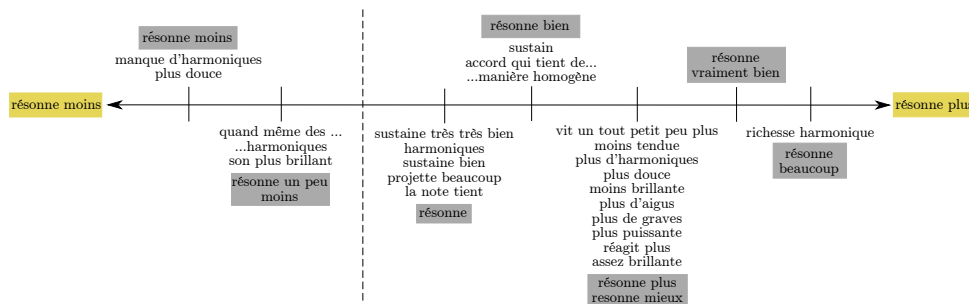 résonne moins
manque d'harmoniques
plus douce
résonne bien
sustain
accord qui tient de...
...manière homogène
résonne
vraiment bien
résonne moins
résonne plus
quand même des ...
...harmoniques
son plus brillant
résonne un peu
moins
sustaine très très bien
harmoniques
sustaine bien
projette beaucoup
la note tient
résonne
vit un tout petit peu plus
moins tendue
plus d'harmoniques
plus douce
moins brillante
plus d'aigus
plus de graves
plus puissante
réagit plus
assez brillante
résonne plus
resonne mieux
richesse harmonique
résonne
beaucoup